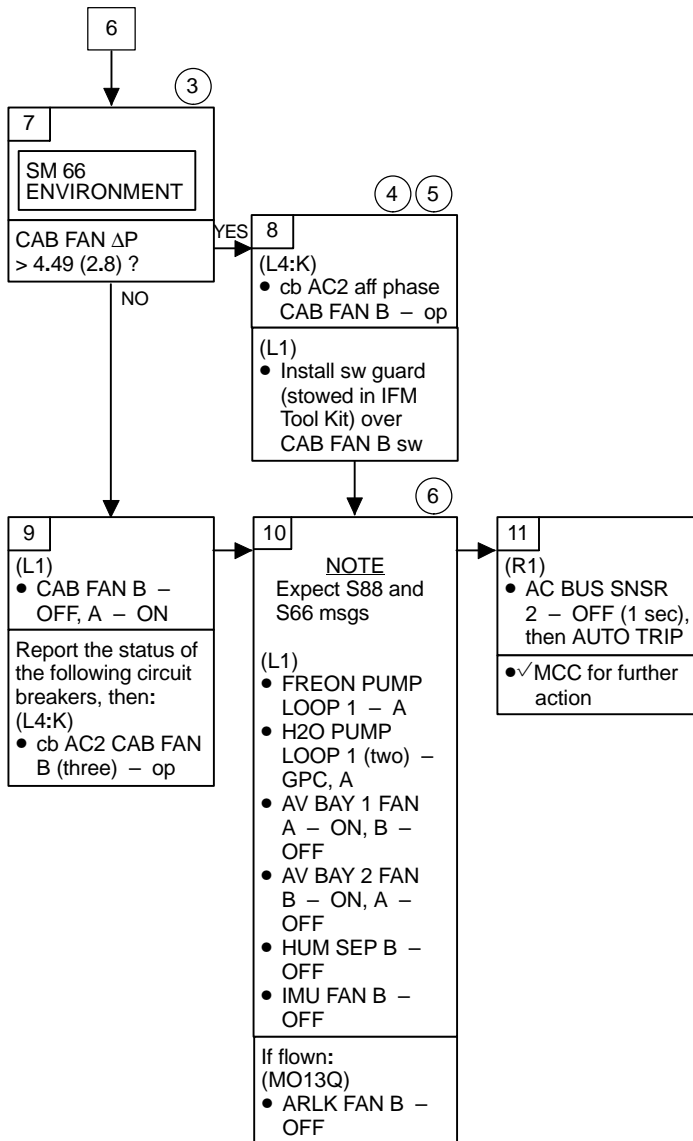 6
3
7
SM 66
ENVIRONMENT
CAB FAN ΔP
> 4.49 (2.8) ?
YES
NO
4 5
8
(L4:K)
● cb AC2 aff phase
CAB FAN B – op
(L1)
● Install sw guard
(stowed in IFM
Tool Kit) over
CAB FAN B sw
9
(L1)
● CAB FAN B –
OFF, A – ON
Report the status of
the following circuit
breakers, then:
(L4:K)
● cb AC2 CAB FAN
B (three) – op
6
10
NOTE
Expect S88 and
S66 msgs
(L1)
● FREON PUMP
LOOP 1 – A
● H2O PUMP
LOOP 1 (two) –
GPC, A
● AV BAY 1 FAN
A – ON, B –
OFF
● AV BAY 2 FAN
B – ON, A –
OFF
● HUM SEP B –
OFF
● IMU FAN B –
OFF
If flown:
(MO13Q)
● ARLK FAN B –
OFF
11
(R1)
● AC BUS SNSR
2 – OFF (1 sec),
then AUTO TRIP
●√MCC for further
action